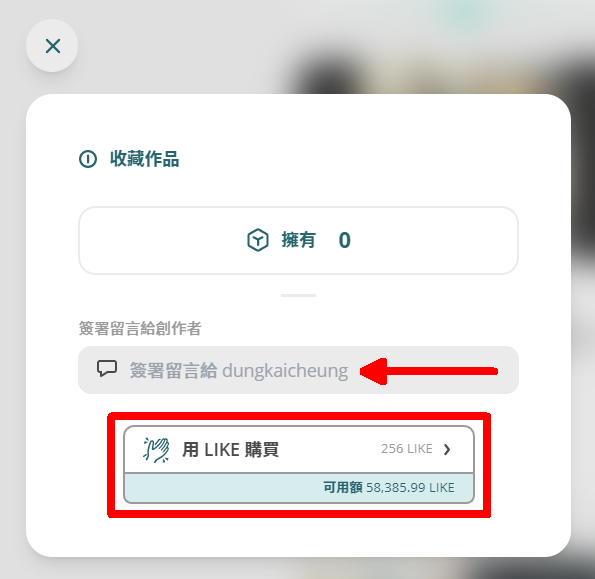 收藏作品
擁有 0
簽署留言給創作者
簽署留言給 dungkaicheung
用 LIKE 購買 256 LIKE
可用額 58,385.99 LIKE